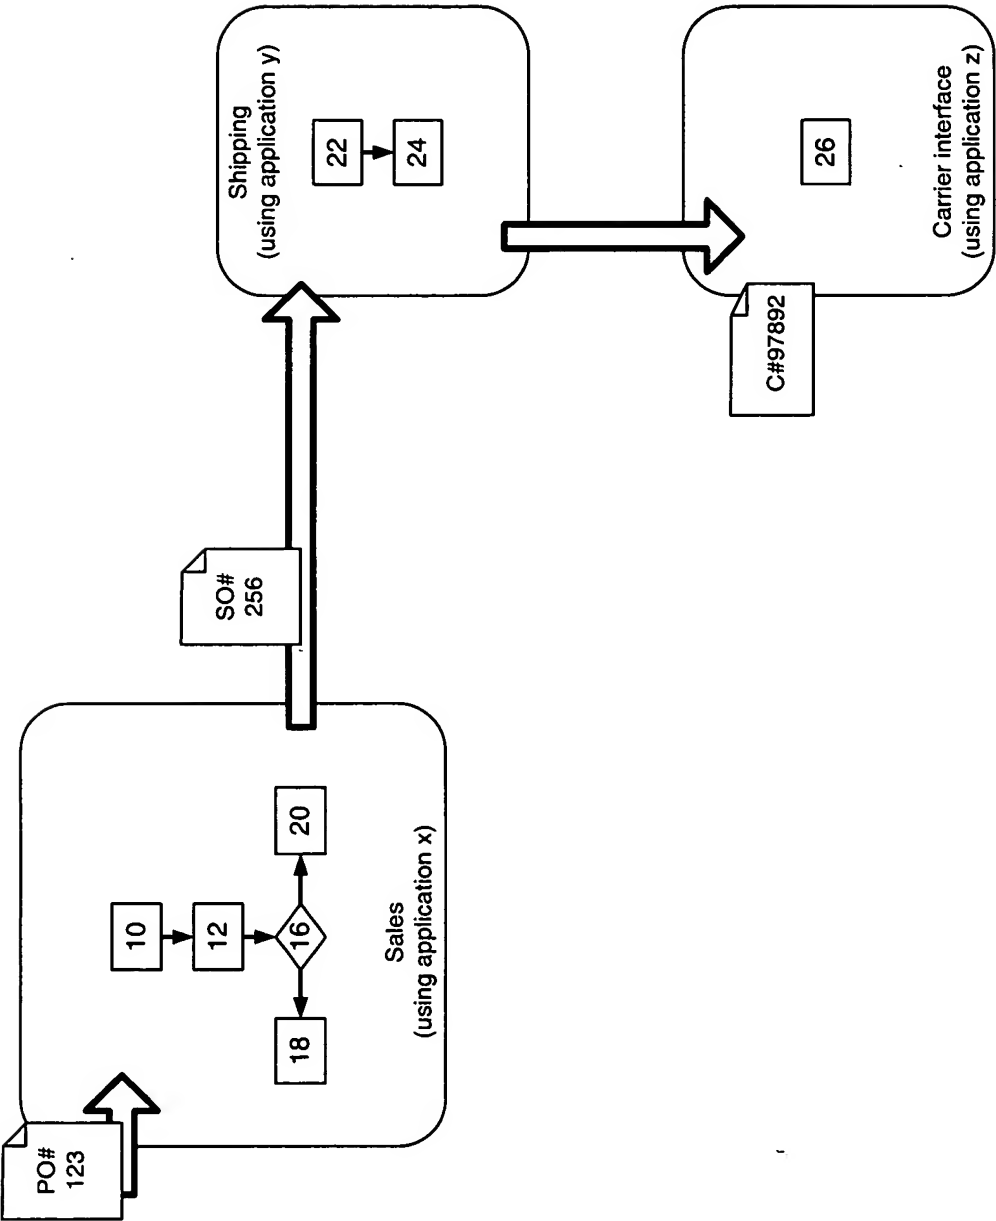 PO#
123
10
12
16
18
20
Sales
(using application x)
SO#
256
Shipping
(using application y)
22
24
C#97892
26
Carrier interface
(using application z)